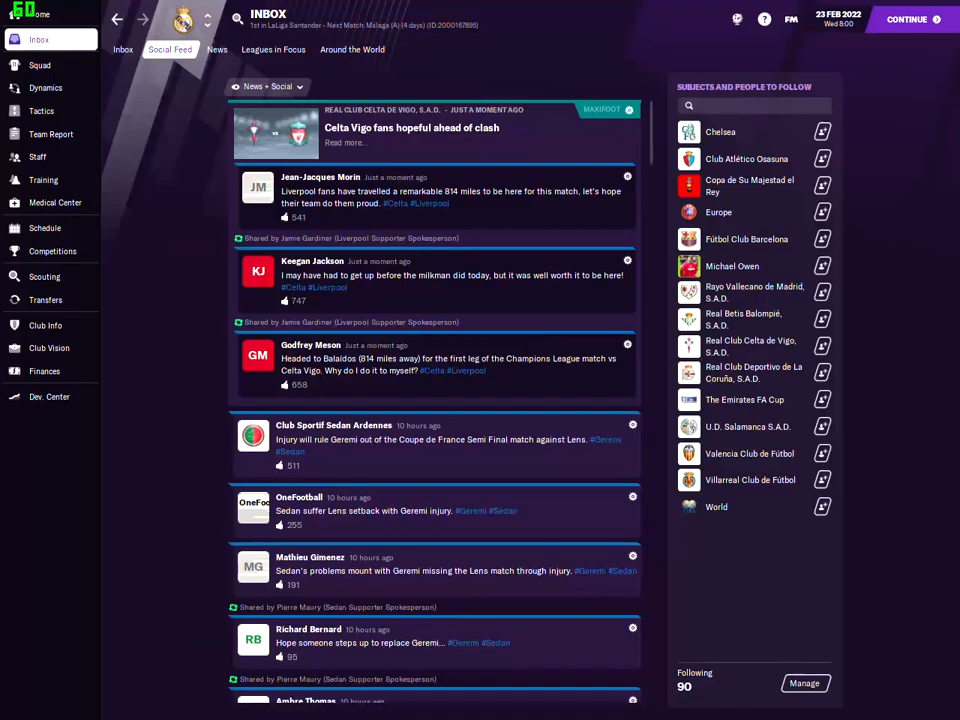 60
Home
INBOX
1st in LaLiga Santander - Next Match: Málaga (A) (4 days) (ID:2000167895)
FM
23 FEB 2022
Wed 8:00
CONTINUE
Inbox
Social Feed
News
Leagues in Focus
Around the World
Inbox
Squad
Dynamics
Tactics
Team Report
Staff
Training
Medical Center
Schedule
Competitions
Scouting
Transfers
Club Info
Club Vision
Finances
Dev. Center
News + Social
REAL CLUB CELTA DE VIGO, S.A.D. - JUST A MOMENT AGO
MAXIFOOT
Celta Vigo fans hopeful ahead of clash
Read more...
vs
JM
Jean-Jacques Morin Just a moment ago
Liverpool fans have travelled a remarkable 814 miles to be here for this match, let's hope
their team do them proud. #Celta #Liverpool
541
Shared by Jamie Gardiner (Liverpool Supporter Spokesperson)
KJ
Keegan Jackson Just a moment ago
I may have had to get up before the milkman did today, but it was well worth it to be here!
#Celta #Liverpool
747
Shared by Jamie Gardiner (Liverpool Supporter Spokesperson)
GM
Godfrey Meson Just a moment ago
Headed to Balaídos (814 miles away) for the first leg of the Champions League match vs
Celta Vigo. Why do I do it to myself? #Celta #Liverpool
658
Club Sportif Sedan Ardennes 10 hours ago
Injury will rule Geremi out of the Coupe de France Semi Final match against Lens. #Geremi
#Sedan
511
OneFoo
OneFootball 10 hours ago
Sedan suffer Lens setback with Geremi injury. #Geremi #Sedan
255
MG
Mathieu Gimenez 10 hours ago
Sedan's problems mount with Geremi missing the Lens match through injury. #Geremi #Sedan
191
Shared by Pierre Maury (Sedan Supporter Spokesperson)
RB
Richard Bernard 10 hours ago
Hope someone steps up to replace Geremi... #Geremi #Sedan
95
Shared by Pierre Maury (Sedan Supporter Spokesperson)
Ambre Thomas 10 hours ago
SUBJECTS AND PEOPLE TO FOLLOW
Chelsea
Club Atlético Osasuna
Copa de Su Majestad el
Rey
Europe
Fútbol Club Barcelona
Michael Owen
Rayo Vallecano de Madrid,
S.A.D.
Real Betis Balompié,
S.A.D.
Real Club Celta de Vigo,
S.A.D.
Real Club Deportivo de La
Coruña, S.A.D.
The Emirates FA Cup
U.D. Salamanca S.A.D.
Valencia Club de Fútbol
Villarreal Club de Fútbol
World
Following
90
Manage